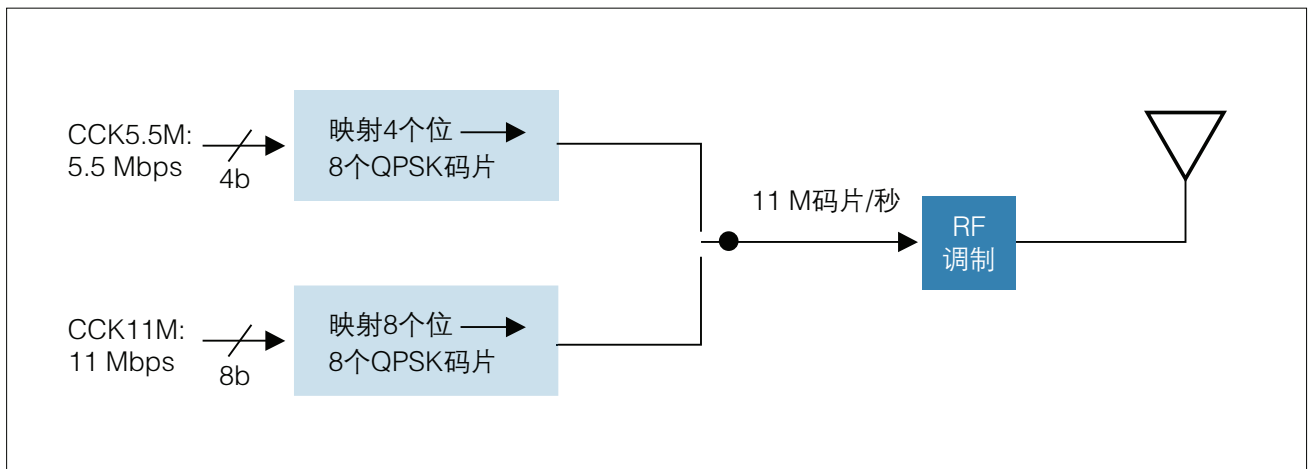 CCK5.5M:
5.5 Mbps
4b
映射4个位
8个QPSK码片
11 M码片/秒
RF
调制
CCK11M:
11 Mbps
8b
映射8个位
8个QPSK码片